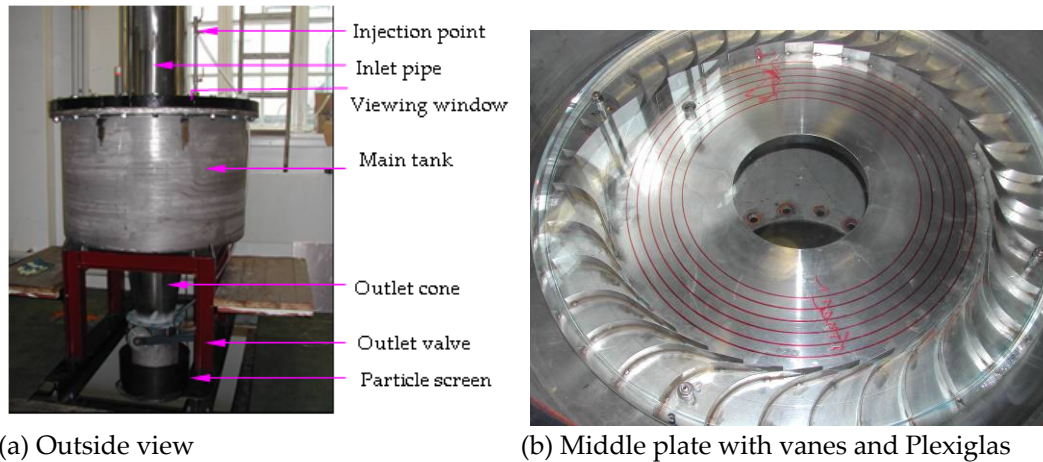 Injection point
Inlet pipe
Viewing window
Main tank
Outlet cone
Outlet valve
Particle screen
(a) Outside view
(b) Middle plate with vanes and Plexiglas